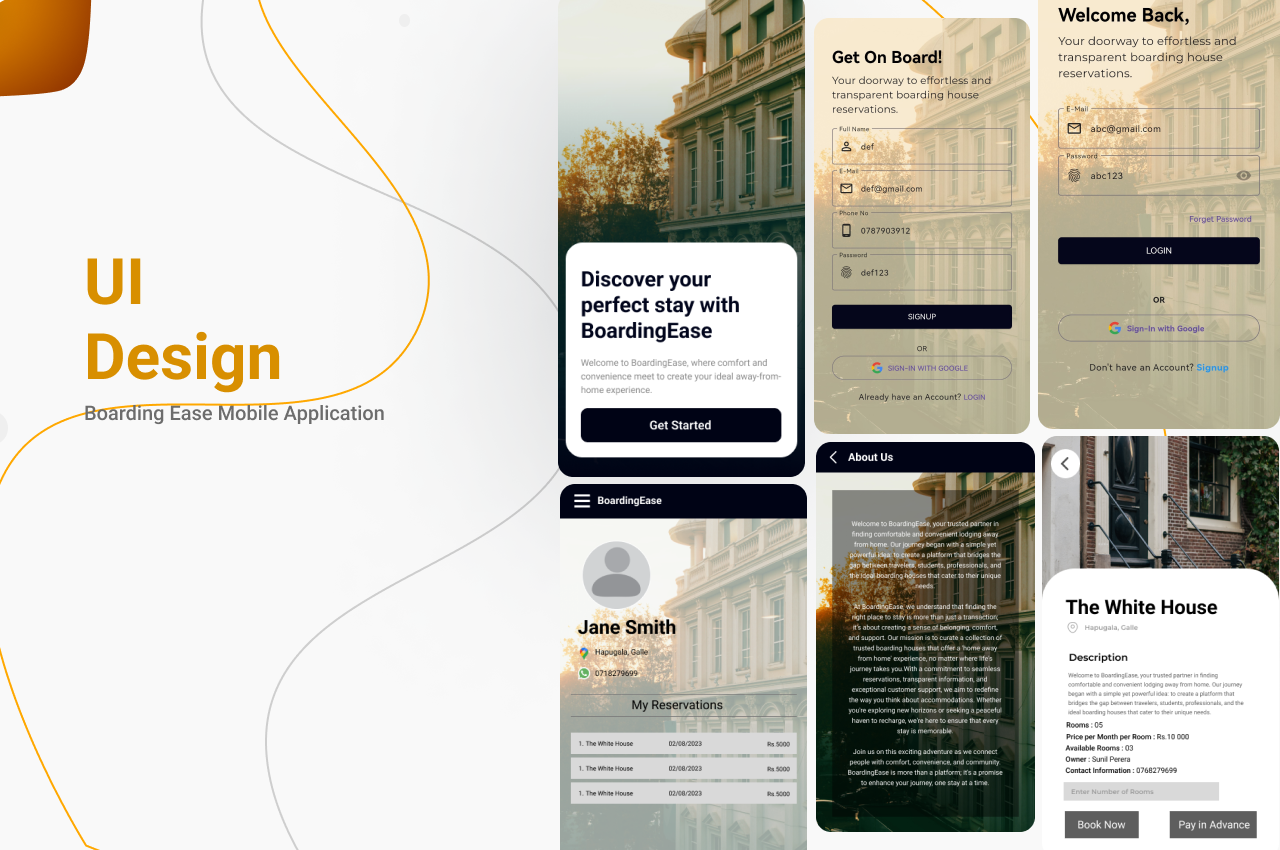 UI
Design
Boarding Ease Mobile Application
Discover your
perfect stay with
BoardingEase
Welcome to BoardingEase, where comfort and
convenience meet to create your ideal away-from-
home experience.
Get Started
BoardingEase
Jane Smith
Hapugala, Galle
0718279699
My Reservations
1. The White House 02/08/2023 Rs.5000
1. The White House 02/08/2023 Rs.5000
1. The White House 02/08/2023 Rs.5000
Get On Board!
Your doorway to effortless and
transparent boarding house
reservations.
Full Name
def
E-Mail
def@gmail.com
Phone No
0787903912
Password
def123
SIGNUP
OR
SIGN-IN WITH GOOGLE
Already have an Account? LOGIN
About Us
Welcome to BoardingEase, your trusted partner in
finding comfortable and convenient lodging away
from home. Our journey began with a simple yet
powerful idea: to create a platform that bridges the
gap between travelers, students, professionals, and
the ideal boarding houses that cater to their unique
needs.
At BoardingEase, we understand that finding the
right place to stay is more than just a transaction;
it's about creating a sense of belonging, comfort,
and support. Our mission is to curate a collection of
trusted boarding houses that offer a 'home away
from home' experience, no matter where life's
journey takes you.With a commitment to seamless
reservations, transparent information, and
exceptional customer support, we aim to redefine
the way you think about accommodations. Whether
you're exploring new horizons or seeking a peaceful
haven to recharge, we're here to ensure that every
stay is memorable.
Join us on this exciting adventure as we connect
people with comfort, convenience, and community
BoardingEase is more than a platform; it's a promise
to enhance your journey, one stay at a time.
Welcome Back,
Your doorway to effortless and
transparent boarding house
reservations.
E-Mail
abc@gmail.com
Password
abc123
Forget Password
LOGIN
OR
Sign-In with Google
Don't have an Account? Signup
The White House
Hapugala, Galle
Description
Welcome to BoardingEase, your trusted partner in finding
comfortable and convenient lodging away from home. Our journey
began with a simple yet powerful idea: to create a platform that
bridges the gap between travelers, students, professionals, and the
ideal boarding houses that cater to their unique needs.
Rooms : 05
Price per Month per Room : Rs.10 000
Available Rooms : 03
Owner : Sunil Perera
Contact Information : 0768279699
Enter Number of Rooms
Book Now
Pay in Advance